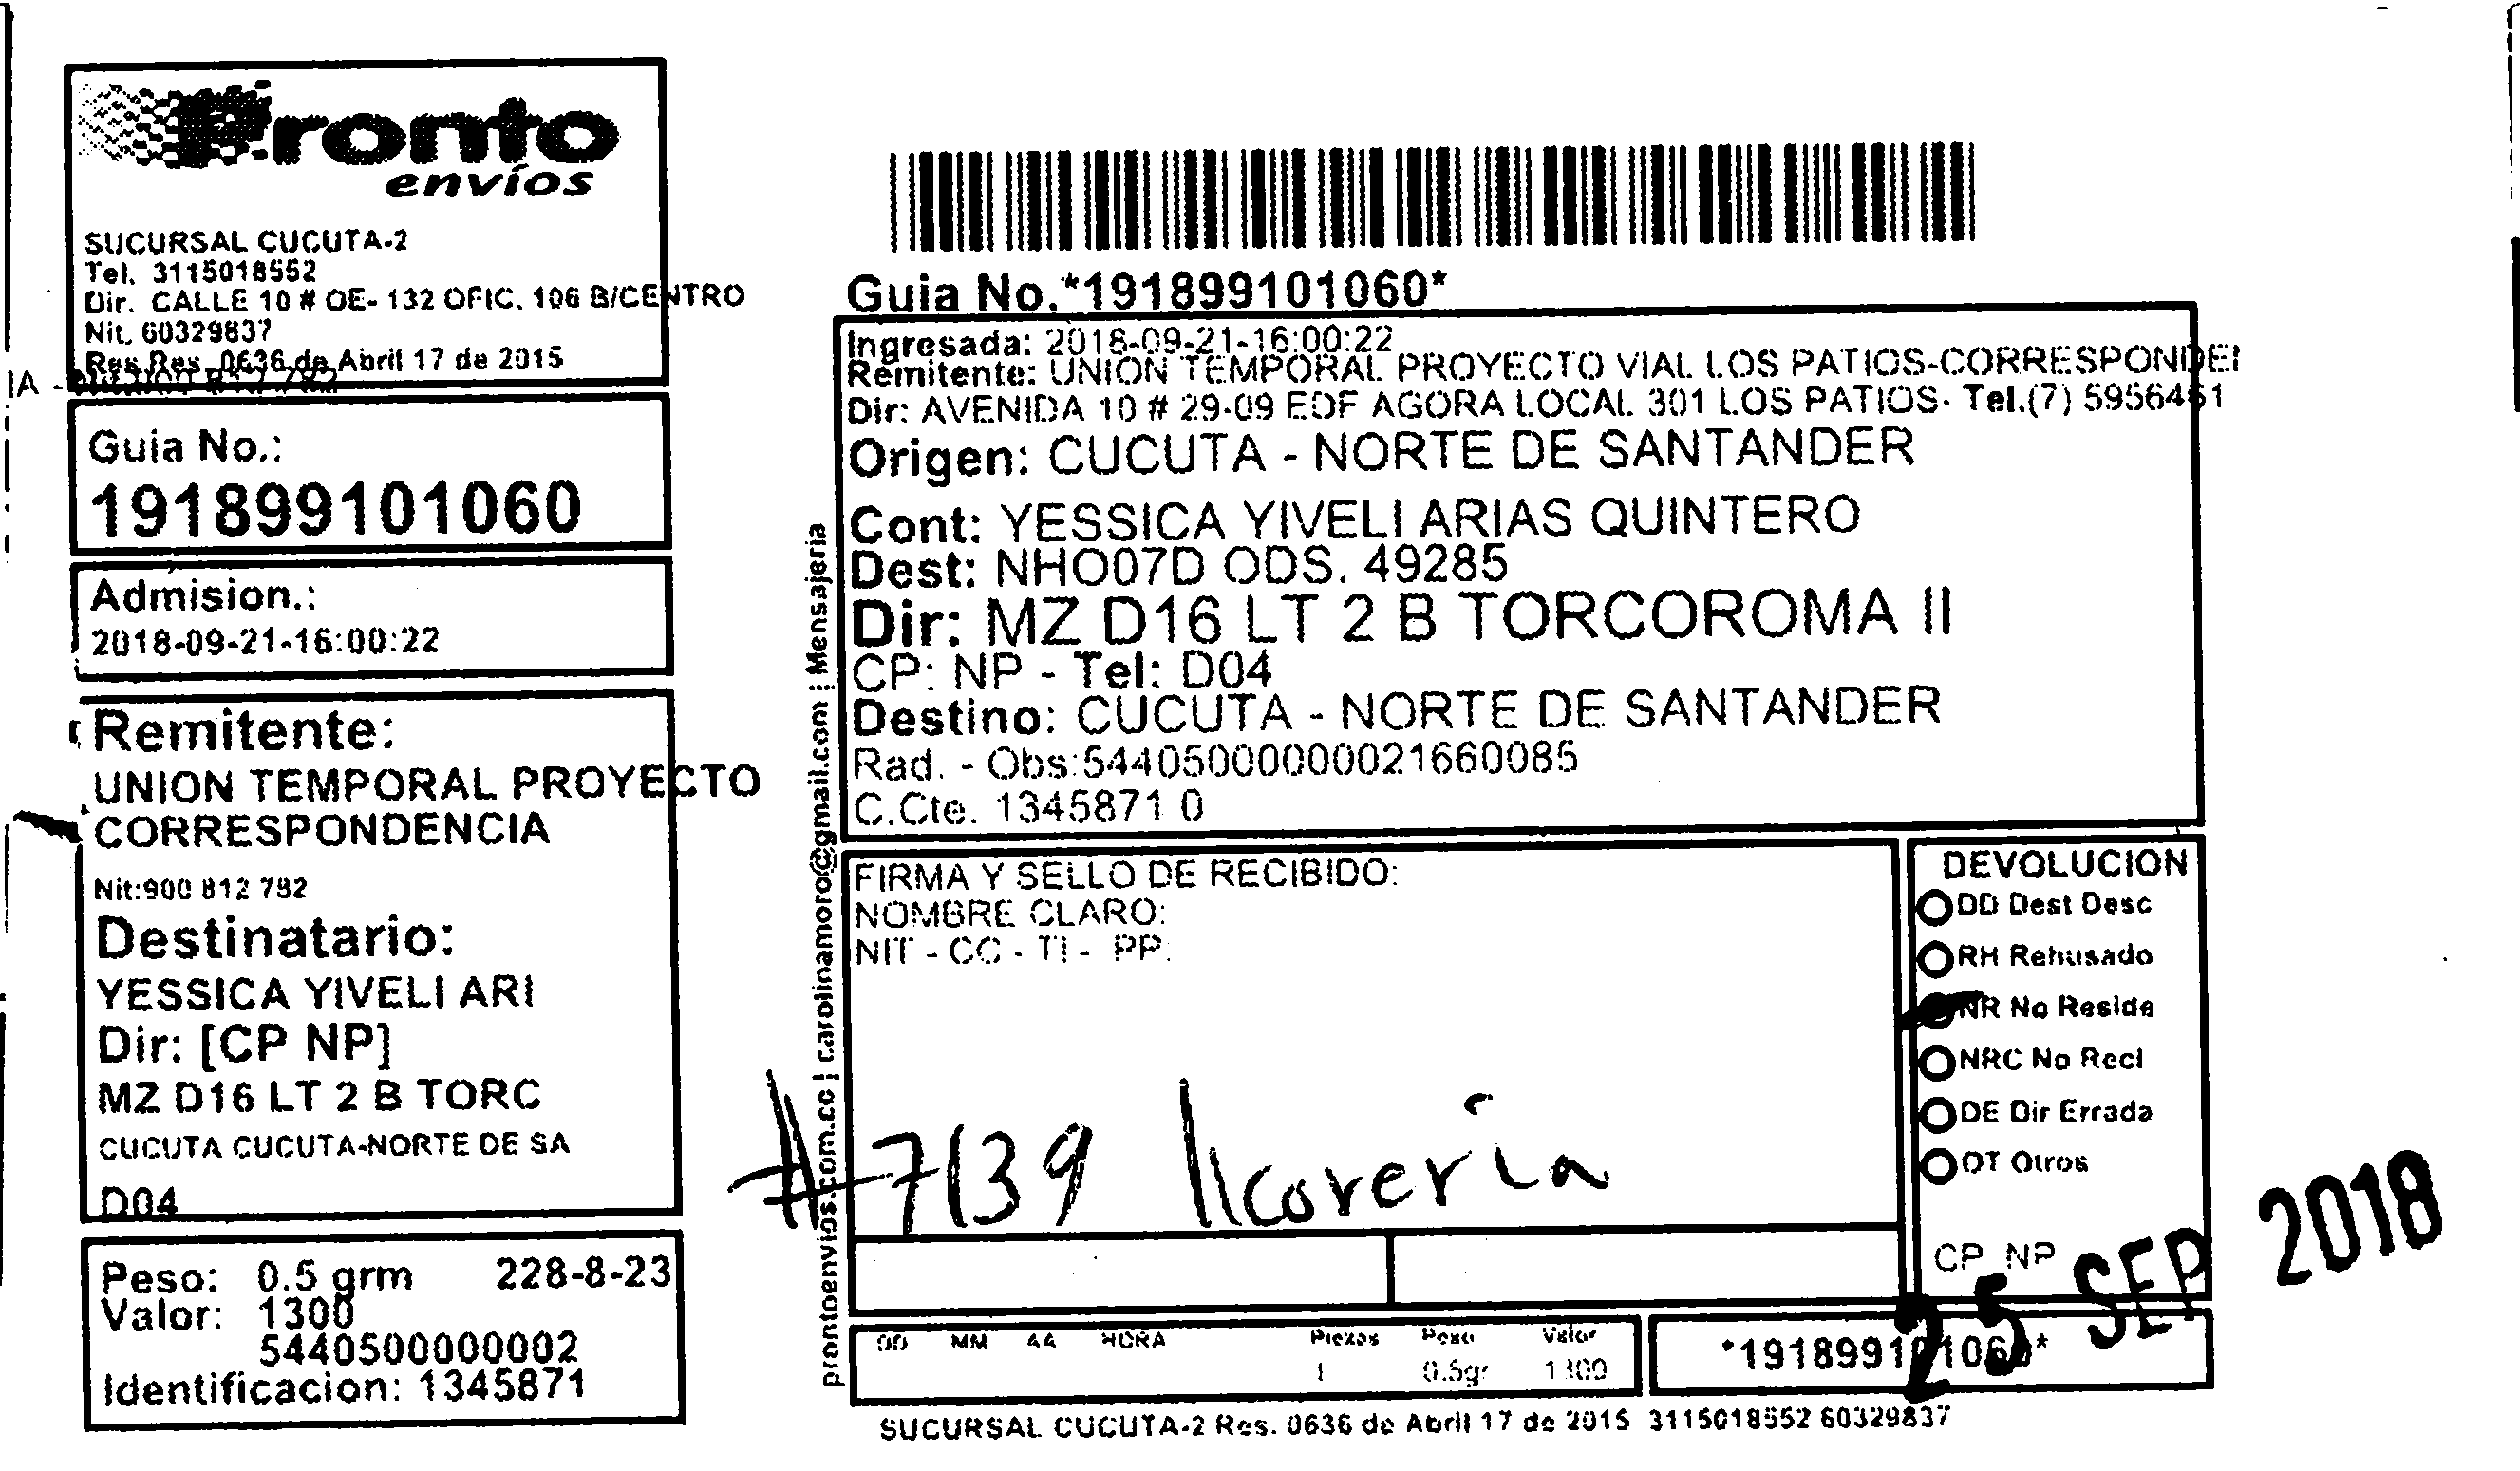 Pronto
envíos
SUCURSAL CUCUTA-2
Tel. 3115018552
Dir. CALLE 10 # OE- 132 OFIC. 106 B/CENTRO
Nit. 60329837
Res.Res. 0636 de Abril 17 de 2015
IA -
Guia No.:
191899101060
Admision.:
2018-09-21-16:00:22
Remitente:
UNION TEMPORAL PROYECTO
CORRESPONDENCIA
Nit:900 812 782
Destinatario:
YESSICA YIVELI ARI
Dir: [CP NP]
MZ D16 LT 2 B TORC
CUCUTA CUCUTA-NORTE DE SA
D04
Peso: 0.5 grm 228-8-23
Valor: 1300
5440500000002
Identificacion: 1345871
prontoenvios.com.co | carolinamoro@gmail.com | Mensajeria
Guia No.*191899101060*
Ingresada: 2018-09-21-16:00:22
Remitente: UNION TEMPORAL PROYECTO VIAL LOS PATIOS-CORRESPONDEI
Dir: AVENIDA 10 # 29-09 EDF AGORA LOCAL 301 LOS PATIOS- Tel.(7) 5956461
Origen: CUCUTA - NORTE DE SANTANDER
Cont: YESSICA YIVELI ARIAS QUINTERO
Dest: NHO07D ODS. 49285
Dir: MZ D16 LT 2 B TORCOROMA II
CP: NP - Tel: D04
Destino: CUCUTA - NORTE DE SANTANDER
Rad. - Obs:54405000000021660085
C.Cte. 1345871 0
FIRMA Y SELLO DE RECIBIDO:
NOMBRE CLARO:
NIT - CC - TI - PP:
#7139
DEVOLUCION
DD Dest Desc
RH Rehusado
NR No Reside
NRC No Recl
DE Dir Errada
OT Otros
CP NP
25 SEP 2018
DD MM AA HORA Piezas Peso Valor
1 0.5gr 1300
*191899101060*
SUCURSAL CUCUTA-2 Res. 0636 de Abril 17 de 2015 3115018552 60329837